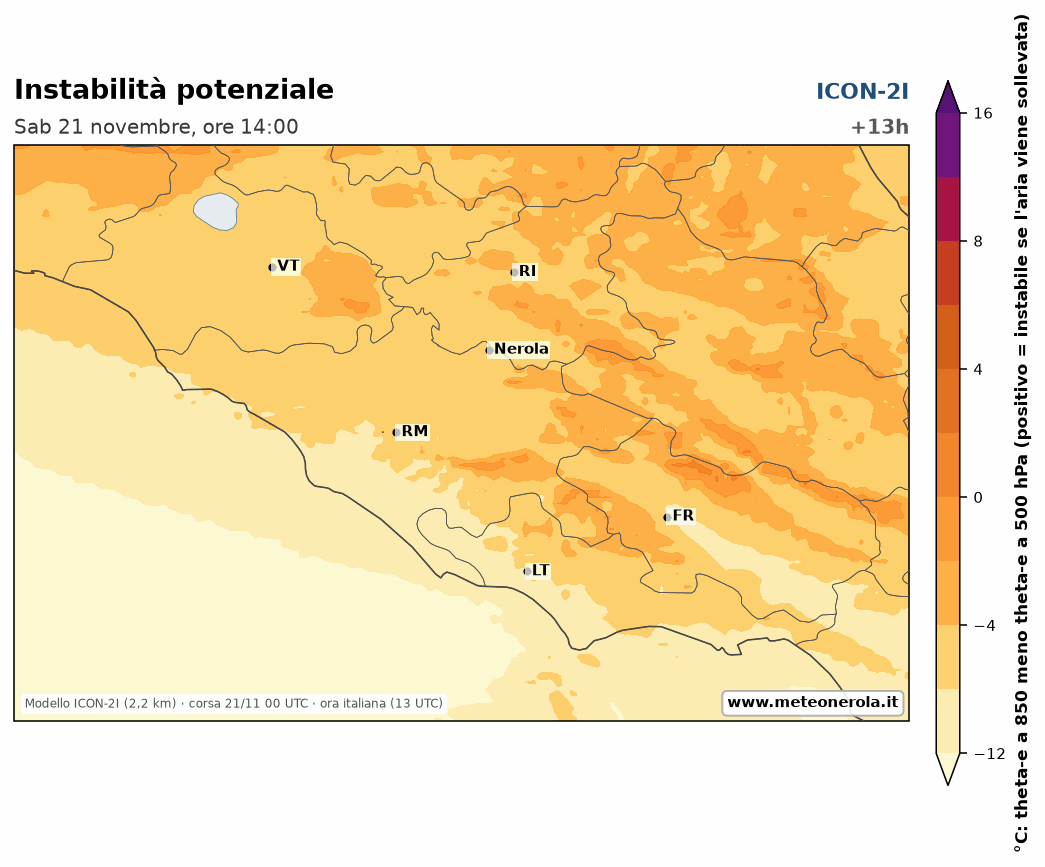 Instabilità potenziale
ICON-2I
Sab 21 novembre, ore 14:00
+13h
VT
RI
Nerola
RM
FR
LT
Modello ICON-2I (2,2 km) · corsa 21/11 00 UTC · ora italiana (13 UTC)
www.meteonerola.it
16
8
4
0
−4
−12
°C: theta-e a 850 meno theta-e a 500 hPa (positivo = instabile se l'aria viene sollevata)